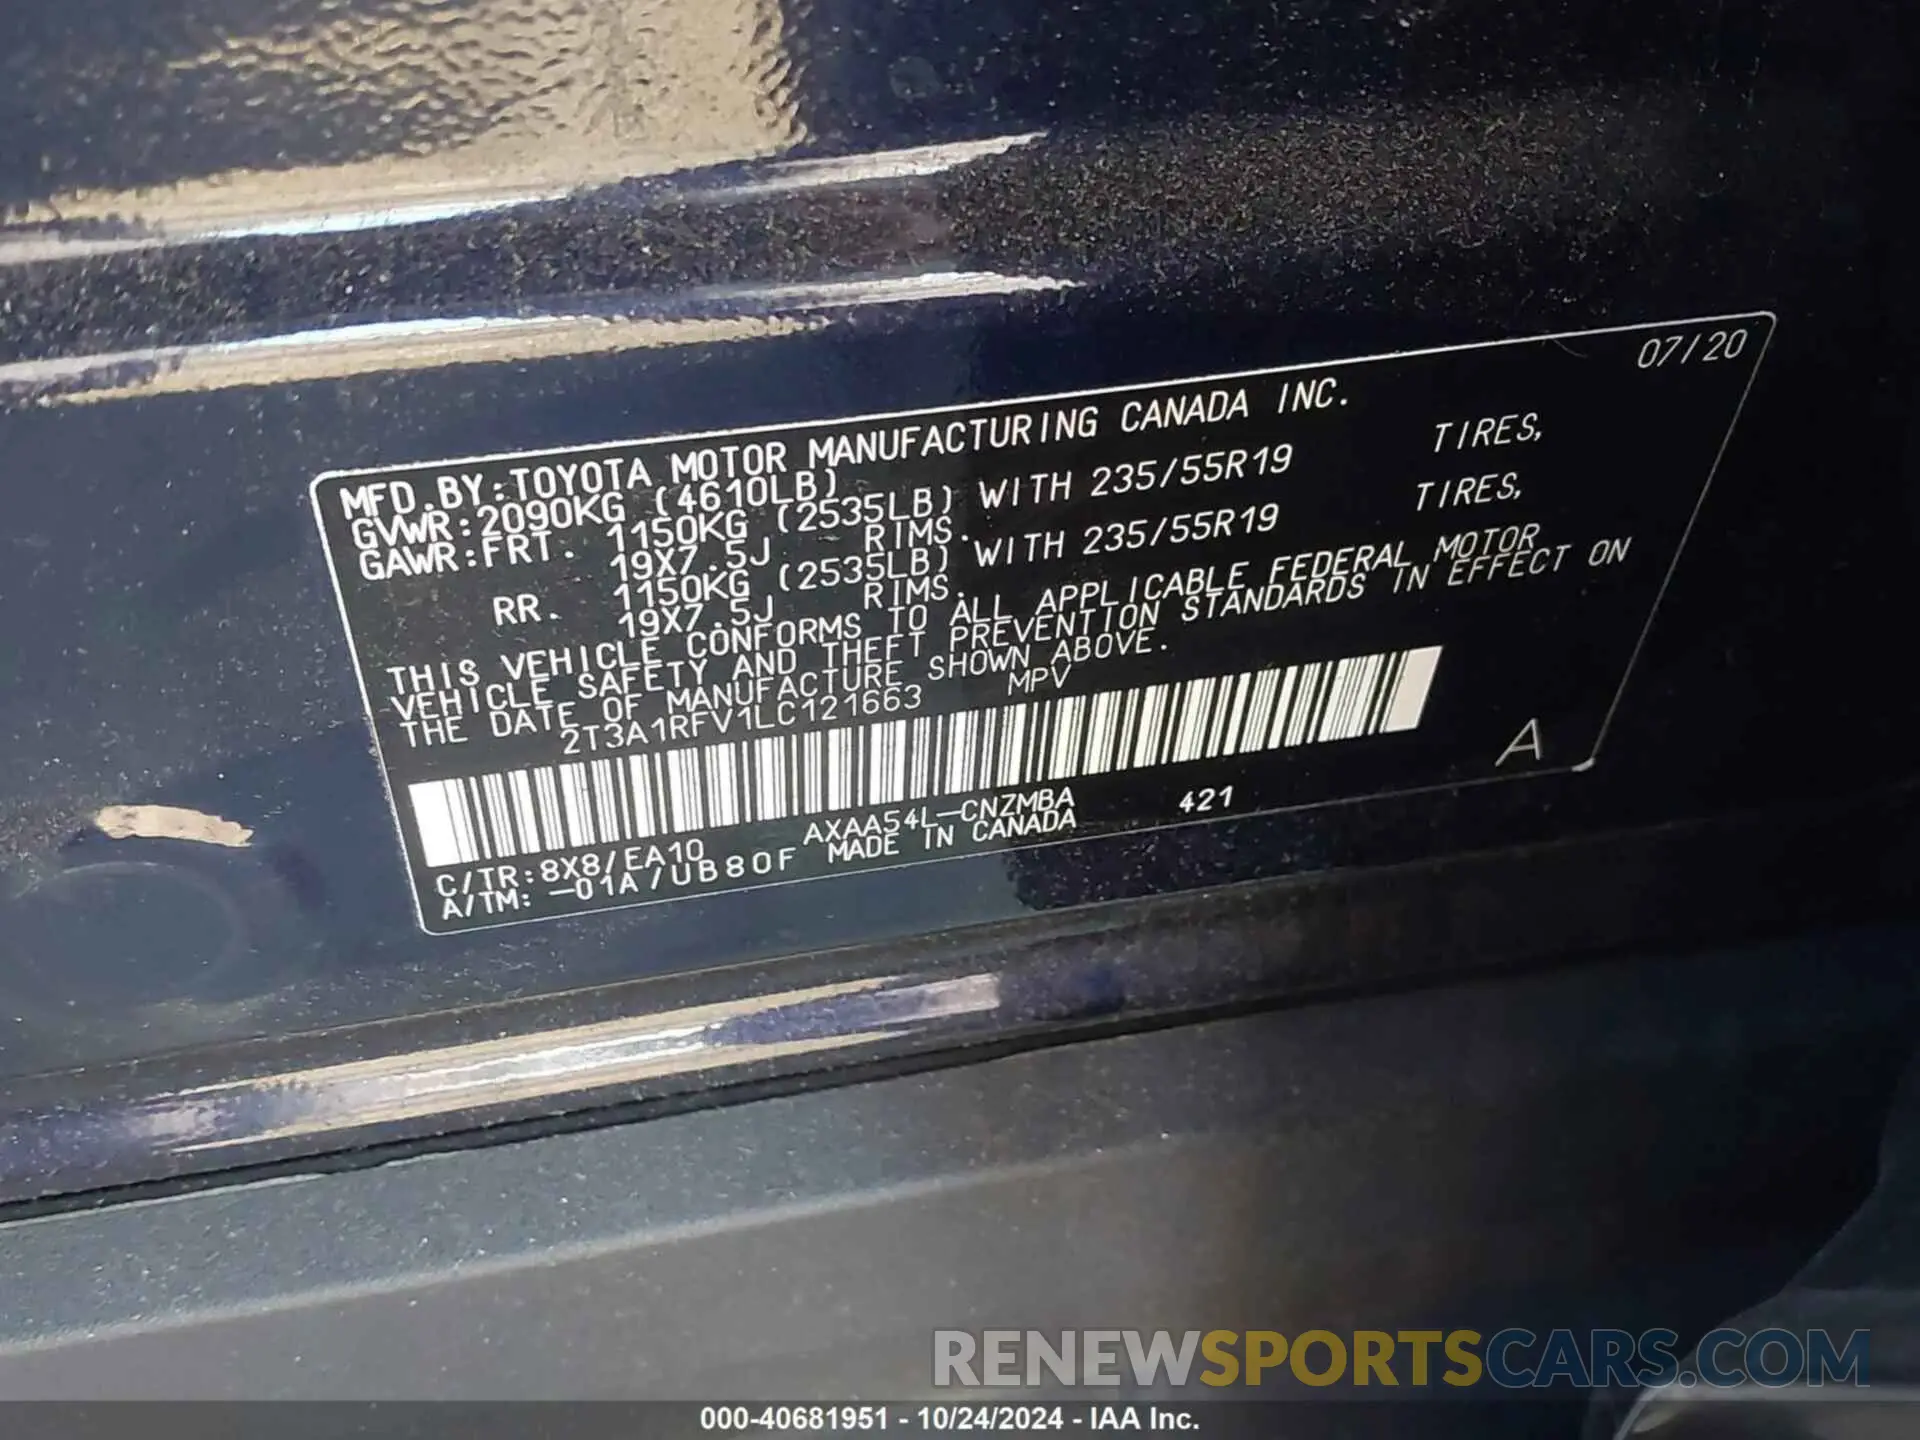 07/20
MFD.BY:TOYOTA MOTOR MANUFACTURING CANADA INC.
GVWR:2090KG (4610LB)
GAWR:FRT. 1150KG (2535LB) WITH 235/55R19 TIRES,
19X7.5J RIMS.
RR. 1150KG (2535LB) WITH 235/55R19 TIRES,
19X7.5J RIMS.
THIS VEHICLE CONFORMS TO ALL APPLICABLE FEDERAL MOTOR
VEHICLE SAFETY AND THEFT PREVENTION STANDARDS IN EFFECT ON
THE DATE OF MANUFACTURE SHOWN ABOVE.
2T3A1RFV1LC121663 MPV
A
C/TR:8X8/EA10 AXAA54L-CNZMBA 421
A/TM:-01A/UB80F MADE IN CANADA
RENEWSPORTSCARS.COM
000-40681951 - 10/24/2024 - IAA Inc.